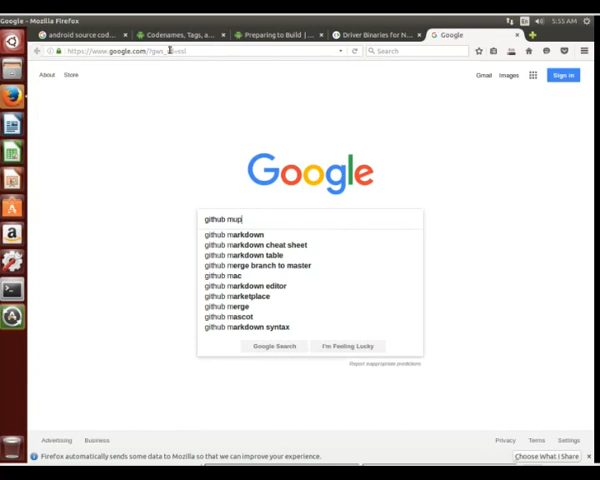 Google - Mozilla Firefox
En
5:55 AM
android source cod...
Codenames, Tags, a...
Preparing to Build | ...
Driver Binaries for N...
Google
https://www.google.com/?gws_
Search
About Store
Gmail Images
Sign in
Google
github mup
github markdown
github markdown cheat sheet
github markdown table
github merge branch to master
github mac
github markdown editor
github marketplace
github merge
github mascot
github markdown syntax
Google Search I'm Feeling Lucky
Report inappropriate predictions
Advertising Business
Privacy Terms Settings
Firefox automatically sends some data to Mozilla so that we can improve your experience.
Choose What I Share